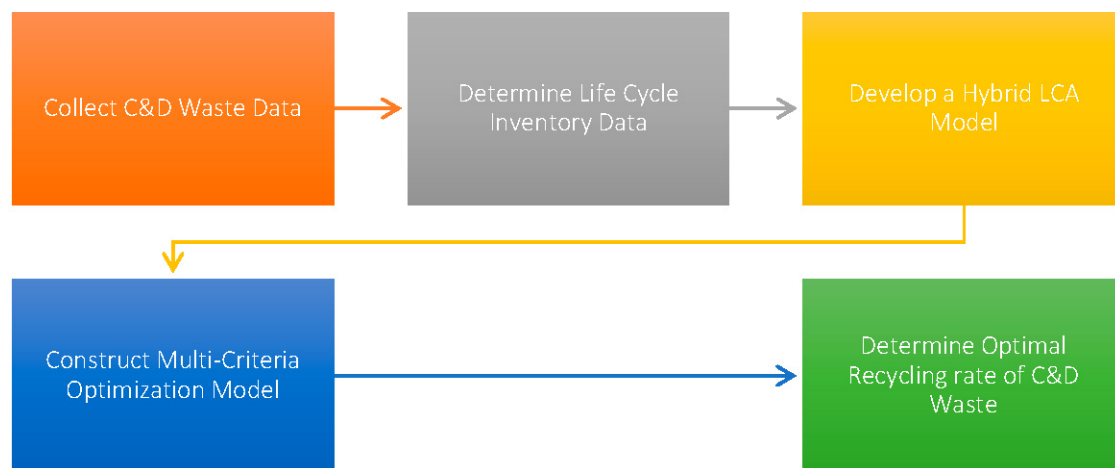 Collect C&D Waste Data
Determine Life Cycle
Inventory Data
Develop a Hybrid LCA
Model
Construct Multi-Criteria
Optimization Model
Determine Optimal
Recycling rate of C&D
Waste